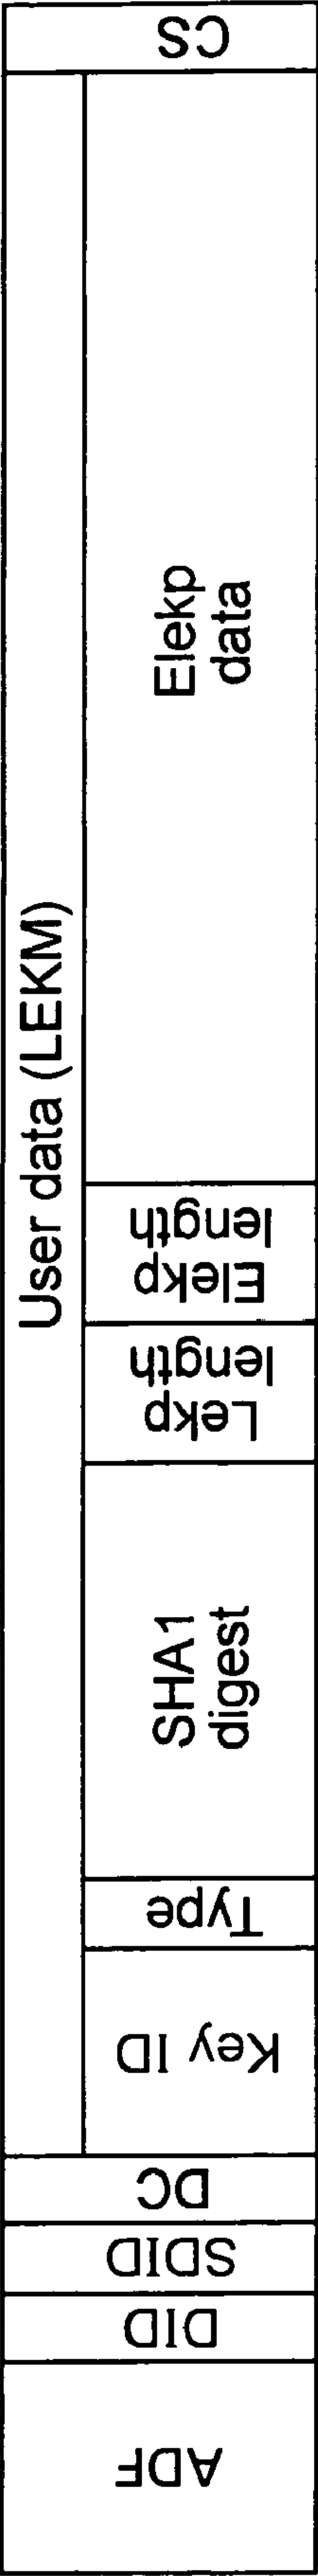 ADF
DID
SDID
DC
User data (LEKM)
Key ID
Type
SHA1
digest
Lekp
length
Elekp
length
Elekp
data
CS